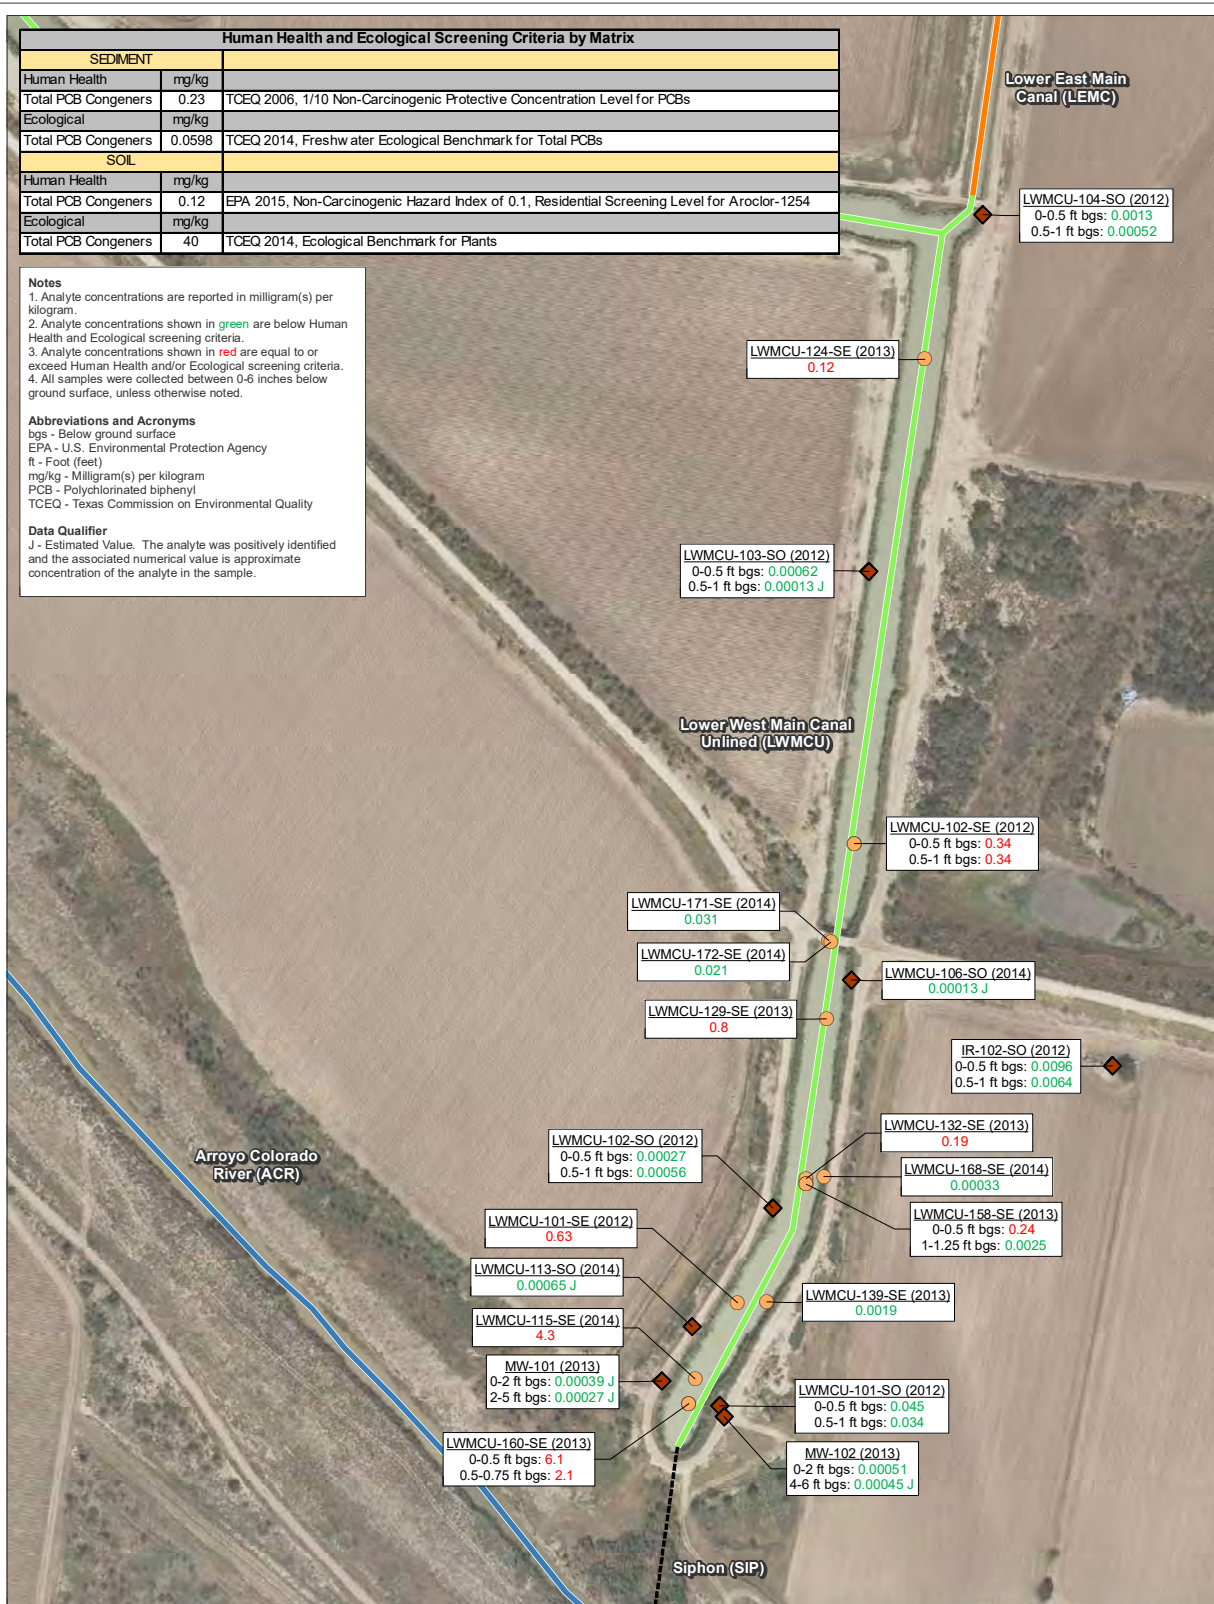 Human Health and Ecological Screening Criteria by Matrix
SEDIMENT
Human Health mg/kg
Total PCB Congeners 0.23 TCEQ 2006, 1/10 Non-Carcinogenic Protective Concentration Level for PCBs
Ecological mg/kg
Total PCB Congeners 0.0598 TCEQ 2014, Freshwater Ecological Benchmark for Total PCBs
SOIL
Human Health mg/kg
Total PCB Congeners 0.12 EPA 2015, Non-Carcinogenic Hazard Index of 0.1, Residential Screening Level for Aroclor-1254
Ecological mg/kg
Total PCB Congeners 40 TCEQ 2014, Ecological Benchmark for Plants
Notes
1. Analyte concentrations are reported in milligram(s) per
kilogram.
2. Analyte concentrations shown in green are below Human
Health and Ecological screening criteria.
3. Analyte concentrations shown in red are equal to or
exceed Human Health and/or Ecological screening criteria.
4. All samples were collected between 0-6 inches below
ground surface, unless otherwise noted.
Abbreviations and Acronyms
bgs - Below ground surface
EPA - U.S. Environmental Protection Agency
ft - Foot (feet)
mg/kg - Milligram(s) per kilogram
PCB - Polychlorinated biphenyl
TCEQ - Texas Commission on Environmental Quality
Data Qualifier
J - Estimated Value. The analyte was positively identified
and the associated numerical value is approximate
concentration of the analyte in the sample.
Lower East Main
Canal (LEMC)
LWMCU-104-SO (2012)
0-0.5 ft bgs: 0.0013
0.5-1 ft bgs: 0.00052
LWMCU-124-SE (2013)
0.12
LWMCU-103-SO (2012)
0-0.5 ft bgs: 0.00062
0.5-1 ft bgs: 0.00013 J
Lower West Main Canal
Unlined (LWMCU)
LWMCU-102-SE (2012)
0-0.5 ft bgs: 0.34
0.5-1 ft bgs: 0.34
LWMCU-171-SE (2014)
0.031
LWMCU-172-SE (2014)
0.021
LWMCU-106-SO (2014)
0.00013 J
LWMCU-129-SE (2013)
0.8
IR-102-SO (2012)
0-0.5 ft bgs: 0.0096
0.5-1 ft bgs: 0.0064
LWMCU-132-SE (2013)
0.19
LWMCU-102-SO (2012)
0-0.5 ft bgs: 0.00027
0.5-1 ft bgs: 0.00056
Arroyo Colorado
River (ACR)
LWMCU-168-SE (2014)
0.00033
LWMCU-158-SE (2013)
0-0.5 ft bgs: 0.24
1-1.25 ft bgs: 0.0025
LWMCU-101-SE (2012)
0.63
LWMCU-113-SO (2014)
0.00065 J
LWMCU-139-SE (2013)
0.0019
LWMCU-115-SE (2014)
4.3
MW-101 (2013)
0-2 ft bgs: 0.00039 J
2-5 ft bgs: 0.00027 J
LWMCU-101-SO (2012)
0-0.5 ft bgs: 0.045
0.5-1 ft bgs: 0.034
LWMCU-160-SE (2013)
0-0.5 ft bgs: 6.1
0.5-0.75 ft bgs: 2.1
MW-102 (2013)
0-2 ft bgs: 0.00051
4-6 ft bgs: 0.00045 J
Siphon (SIP)